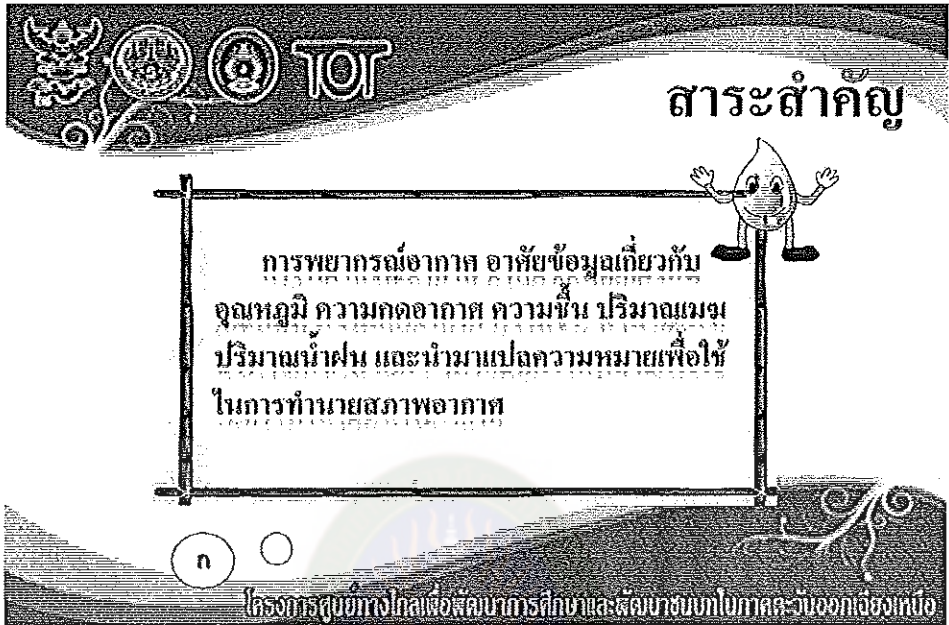 TOT
สาระสำคัญ
การพยากรณ์อากาศ อาศัยข้อมูลเกี่ยวกับ
อุณหภูมิ ความกดอากาศ ความชื้น ปริมาณเมฆ
ปริมาณน้ำฝน และนำมาแปลความหมายเพื่อใช้
ในการทำนายสภาพอากาศ
ก
โครงการศูนย์ทางไกลเพื่อพัฒนาการศึกษาและพัฒนาชนบทในภาคตะวันออกเฉียงเหนือ